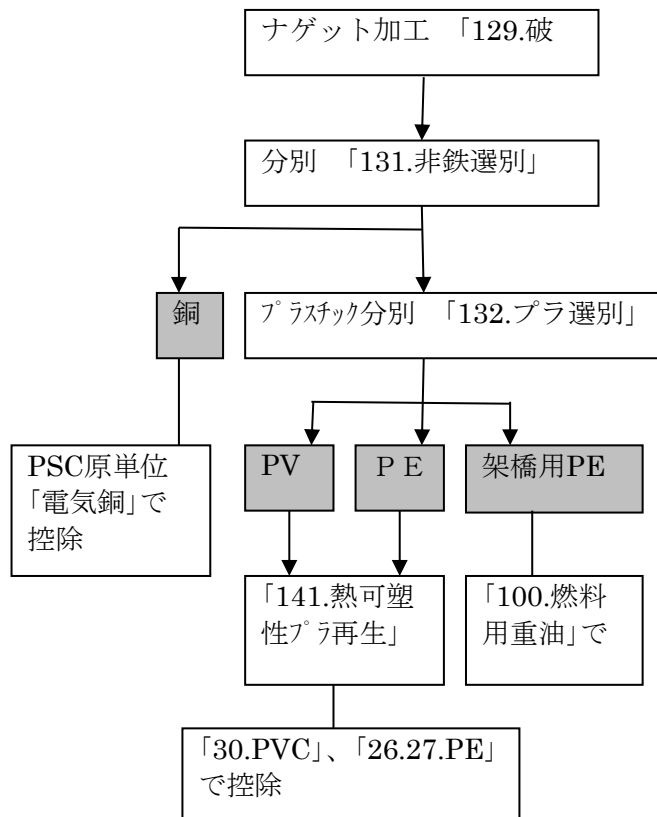 ナゲット加工 「129.破
分別 「131.非鉄選別」
銅
プラスチック分別 「132.プラ選別」
PSC原単位
「電気銅」で
控除
PV
ＰＥ
架橋用PE
「141.熱可塑
性プラ再生」
「100.燃料
用重油」で
「30.PVC」、「26.27.PE」
で控除